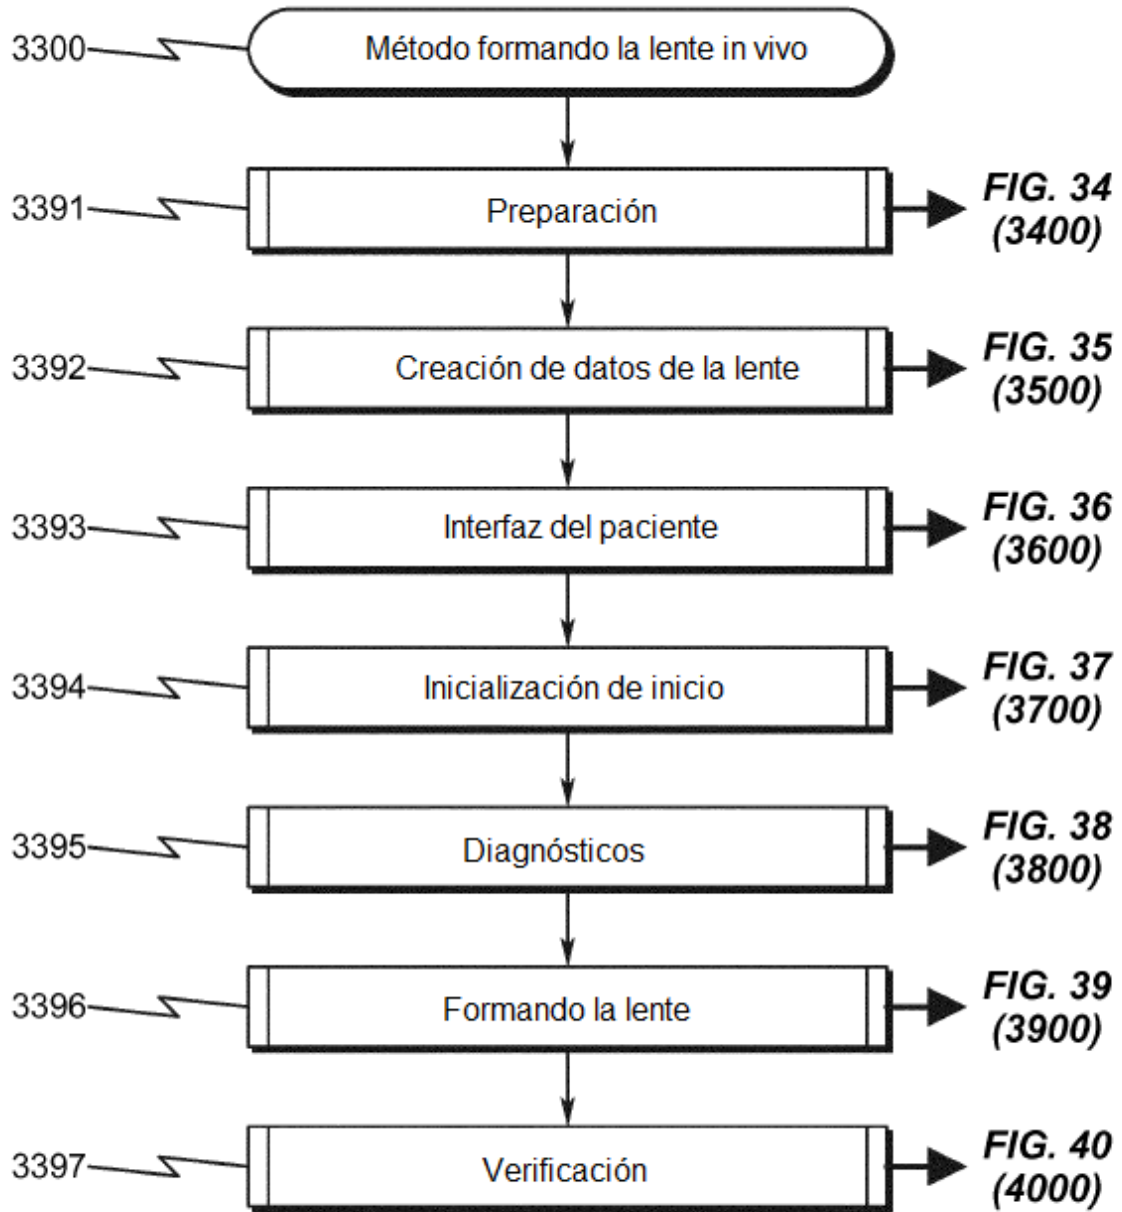 3300 Método formando la lente in vivo
3391 Preparación FIG. 34
(3400)
3392 Creación de datos de la lente FIG. 35
(3500)
3393 Interfaz del paciente FIG. 36
(3600)
3394 Inicialización de inicio FIG. 37
(3700)
3395 Diagnósticos FIG. 38
(3800)
3396 Formando la lente FIG. 39
(3900)
3397 Verificación FIG. 40
(4000)